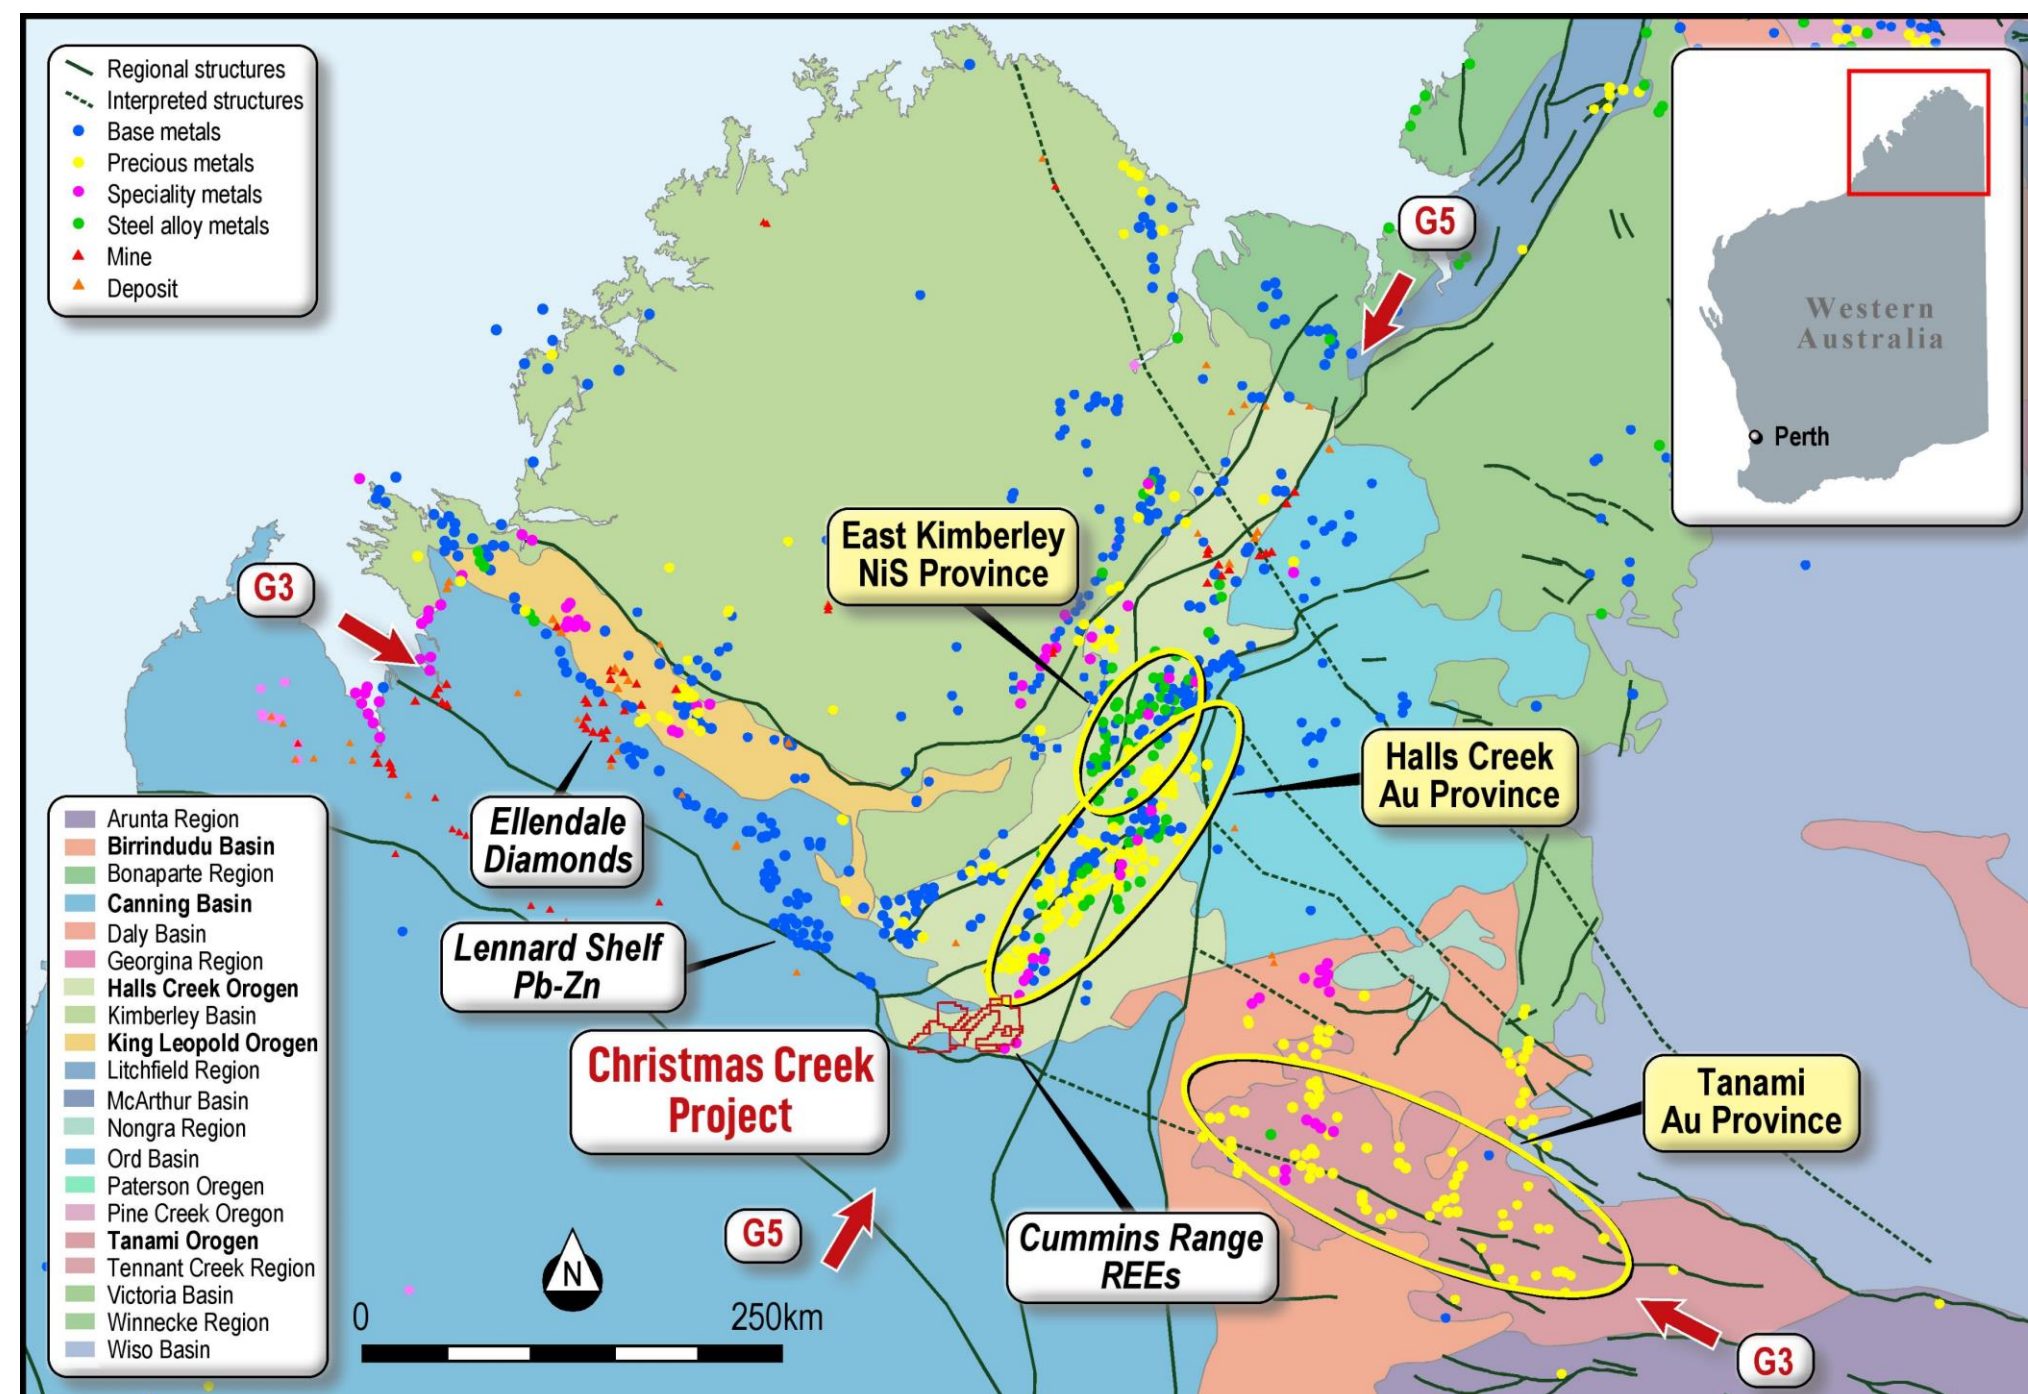 Regional structures
Interpreted structures
Base metals
Precious metals
Speciality metals
Steel alloy metals
Mine
Deposit
G5
Western
Australia
Perth
East Kimberley
NiS Province
G3
Halls Creek
Au Province
Ellendale
Diamonds
Lennard Shelf
Pb-Zn
Christmas Creek
Project
Tanami
Au Province
Cummins Range
REEs
G5
G3
N
0
250km
Arunta Region
Birrindudu Basin
Bonaparte Region
Canning Basin
Daly Basin
Georgina Region
Halls Creek Orogen
Kimberley Basin
King Leopold Orogen
Litchfield Region
McArthur Basin
Nongra Region
Ord Basin
Paterson Oregen
Pine Creek Oregon
Tanami Orogen
Tennant Creek Region
Victoria Basin
Winnecke Region
Wiso Basin